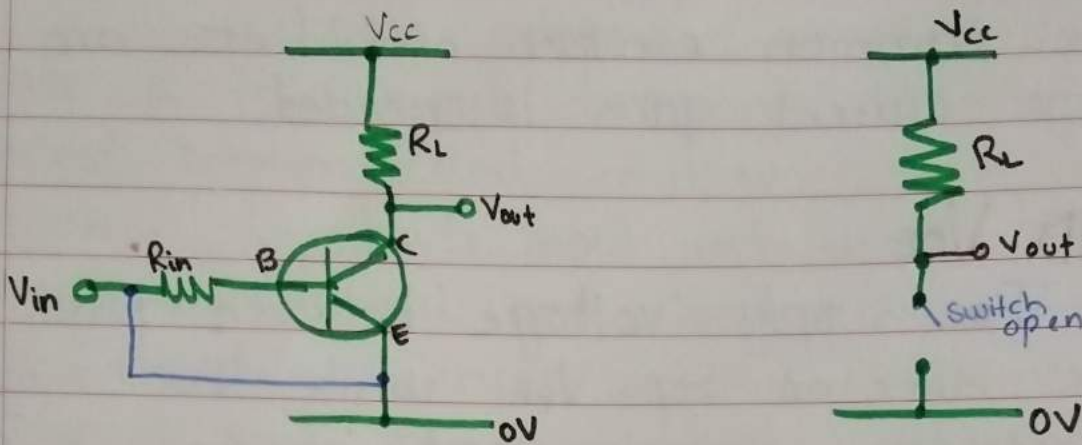 Vcc
RL
Vout
C
B
Rin
Vin
E
0V
Vcc
RL
Vout
switch
open
0V